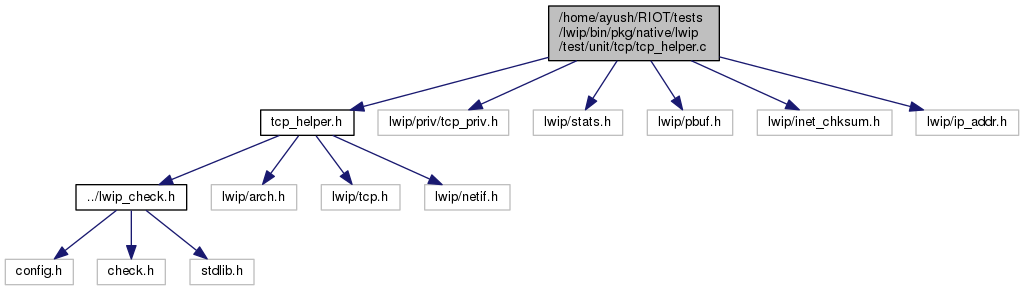 /home/ayush/RIOT/tests
/lwip/bin/pkg/native/lwip
/test/unit/tcp/tcp_helper.c
tcp_helper.h
lwip/priv/tcp_priv.h
lwip/stats.h
lwip/pbuf.h
lwip/inet_chksum.h
lwip/ip_addr.h
../lwip_check.h
lwip/arch.h
lwip/tcp.h
lwip/netif.h
config.h
check.h
stdlib.h